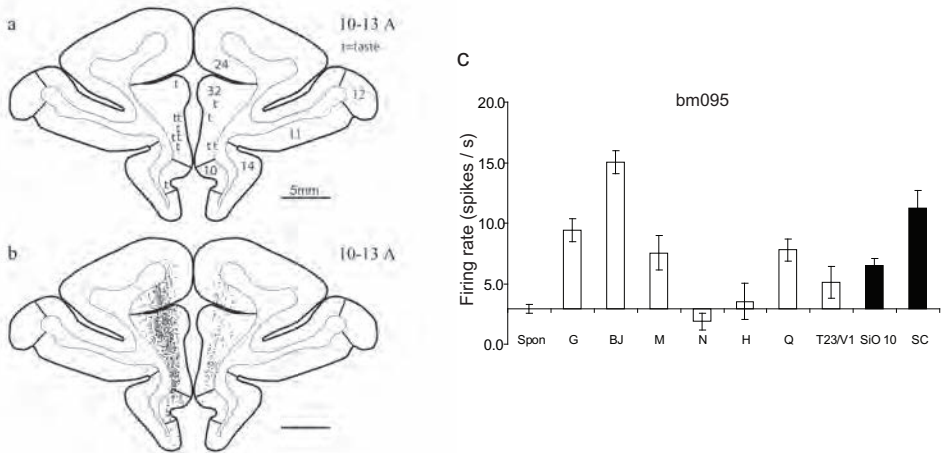 a
10-13 A
t=taste
24
32
t
t
t
tt
t
t
tt
t
tt
12
11
10
14
t
5mm
b
10-13 A
c
bm095
Firing rate (spikes / s)
20.0
15.0
10.0
5.0
0.0
Spon G BJ M N H Q T23/V1 SiO 10 SC